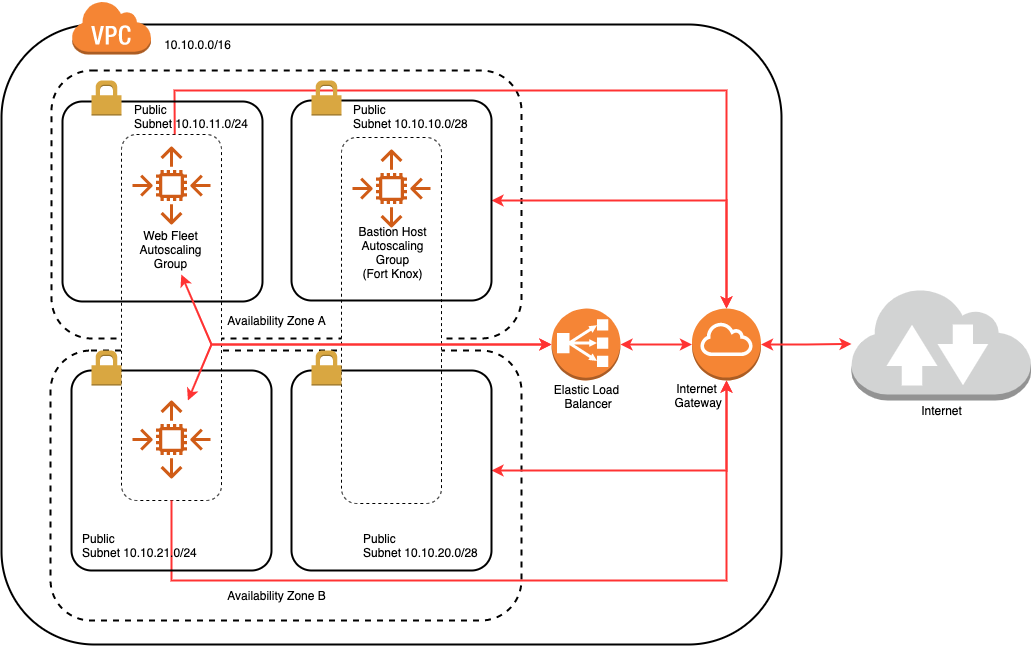 VPC
10.10.0.0/16
Public
Subnet 10.10.11.0/24
Public
Subnet 10.10.10.0/28
Web Fleet
Autoscaling
Group
Bastion Host
Autoscaling
Group
(Fort Knox)
Availability Zone A
Elastic Load
Balancer
Internet
Gateway
Internet
Public
Subnet 10.10.21.0/24
Public
Subnet 10.10.20.0/28
Availability Zone B